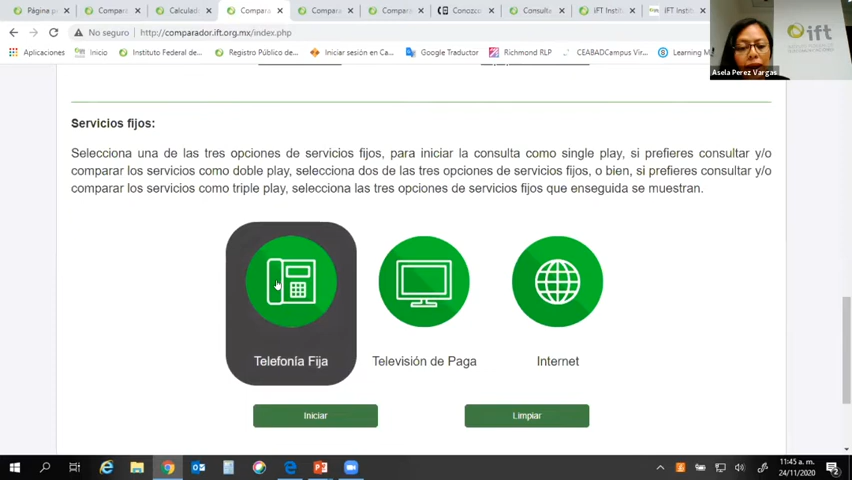 Página.p
Compara
Calculad
Compara
Compara
Compara
Conozco
Consulta
iFT Instit
IFT Instit
No seguro
http://comparador.ift.org.mx/index.php
Aplicaciones
Inicio
Instituto Federal de...
Registro Público de...
Iniciar sesión en Ca...
Google Traductor
Richmond RLP
CEABADCampus Vir...
Learning M
ift
Asela Perez Vargas
Servicios fijos:
Selecciona una de las tres opciones de servicios fijos, para iniciar la consulta como single play, si prefieres consultar y/o
comparar los servicios como doble play, selecciona dos de las tres opciones de servicios fijos, o bien, si prefieres consultar y/o
comparar los servicios como triple play, selecciona las tres opciones de servicios fijos que enseguida se muestran.
Telefonía Fija
Televisión de Paga
Internet
Iniciar
Limpiar
11:45 a. m.
24/11/2020
2